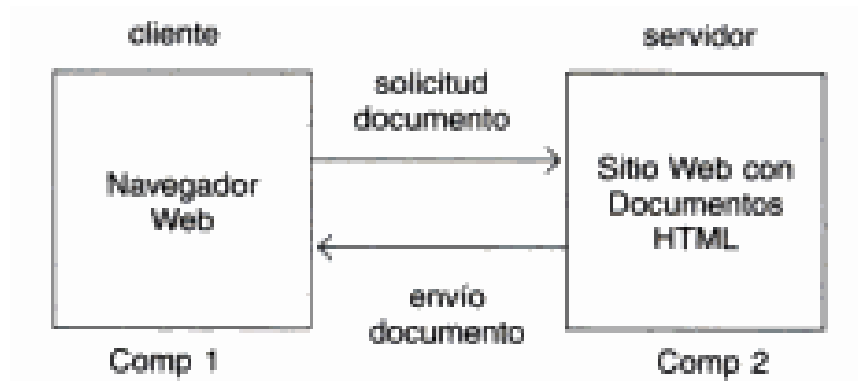 cliente
servidor
solicitud
documento
Navegador
Web
Sitio Web con
Documentos
HTML
envío
documento
Comp 1
Comp 2